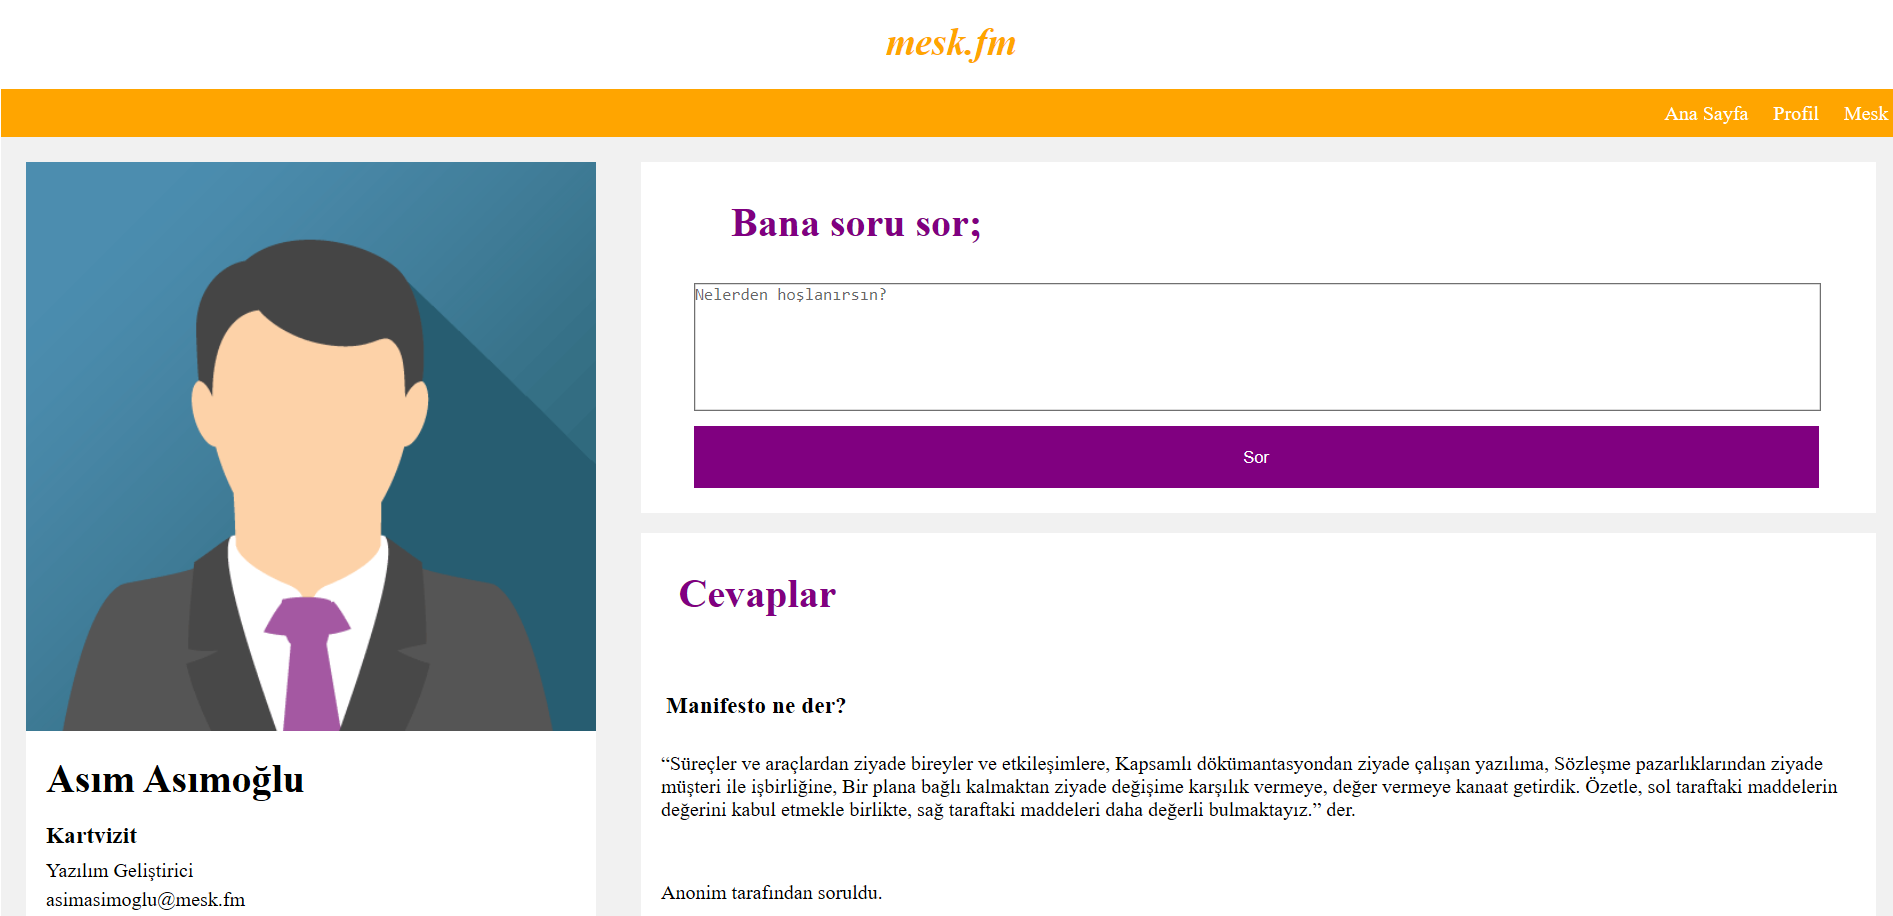 mesk.fm
Ana Sayfa Profil Mesk
Bana soru sor;
Nelerden hoşlanırsın?
Sor
Cevaplar
Manifesto ne der?
“Süreçler ve araçlardan ziyade bireyler ve etkileşimlere, Kapsamlı dökümantasyondan ziyade çalışan yazılıma, Sözleşme pazarlıklarından ziyade
müşteri ile işbirliğine, Bir plana bağlı kalmaktan ziyade değişime karşılık vermeye, değer vermeye kanaat getirdik. Özetle, sol taraftaki maddelerin
değerini kabul etmekle birlikte, sağ taraftaki maddeleri daha değerli bulmaktayız.” der.
Anonim tarafından soruldu.
Asım Asımoğlu
Kartvizit
Yazılım Geliştirici
asimasimoglu@mesk.fm